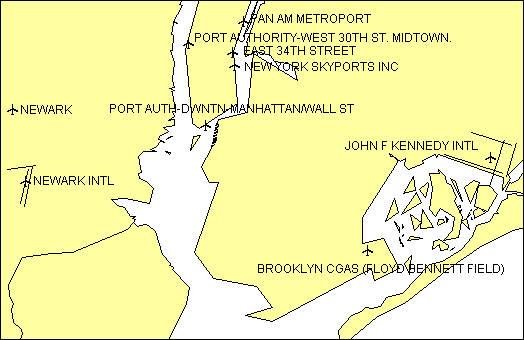 PAN AM METROPORT
PORT AUTHORITY-WEST 30TH ST. MIDTOWN.
EAST 34TH STREET
NEW YORK SKYPORTS INC
NEWARK
PORT AUTH-DWNTN-MANHATTAN/WALL ST
JOHN F KENNEDY INTL
NEWARK INTL
BROOKLYN CGAS (FLOYD BENNETT FIELD)